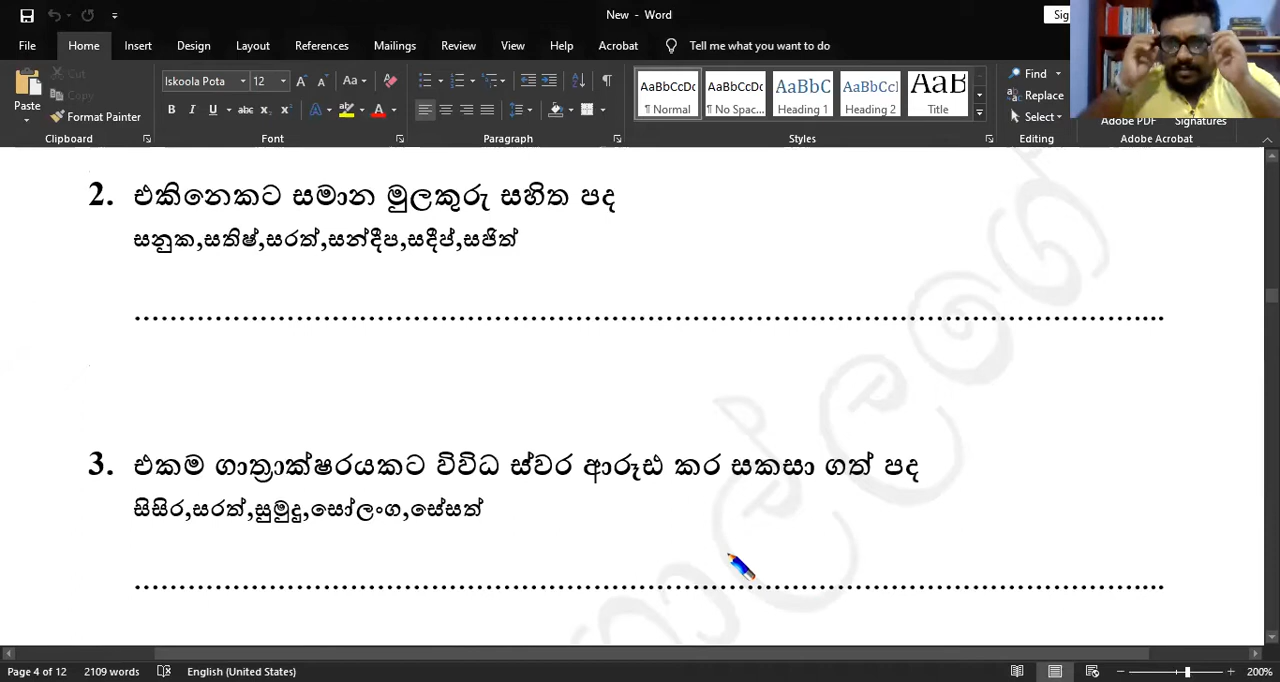 New - Word
Sig
File Home Insert Design Layout References Mailings Review View Help Acrobat Tell me what you want to do
Paste
Cut
Copy
Format Painter
Clipboard
Iskoola Pota 12
Font
Paragraph
AaBbCcDc AaBbCcDc AaBbC AaBbCcI AaB
¶ Normal ¶ No Spac... Heading 1 Heading 2 Title
Styles
Find
Replace
Select
Editing
Adobe PDF Signatures
Adobe Acrobat
2. එකිනෙකට සමාන මුලකුරු සහිත පද
සනුක,සතිෂ්,සරත්,සන්දීප,සදීප්,සජිත්
3. එකම ගාත්‍රාක්ෂරයකට විවිධ ස්වර ආරූඪ කර සකසා ගත් පද
සිසිර,සරත්,සුමුදු,සෝලංග,සේසත්
Page 4 of 12 2109 words English (United States) 200%